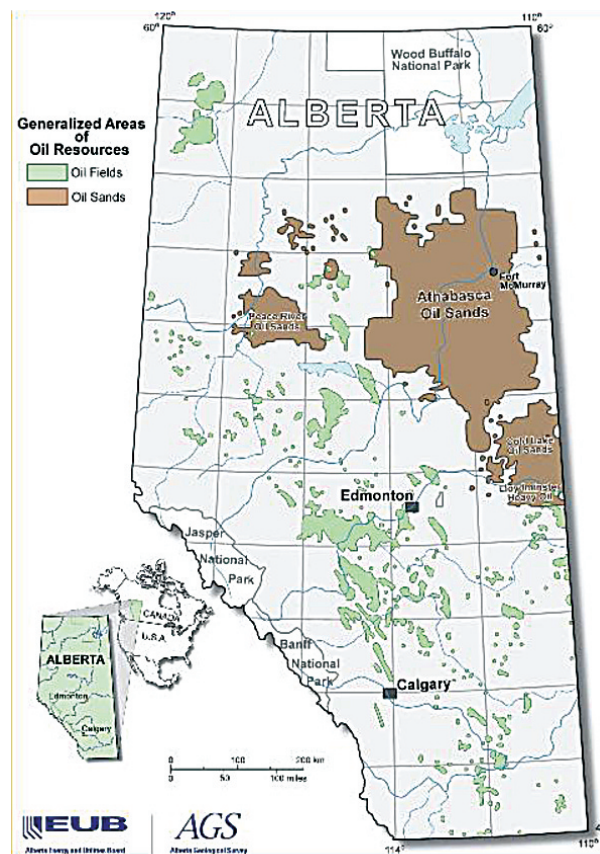 120°
110°
60°
60°
Wood Buffalo
National Park
ALBERTA
Generalized Areas
of
Oil Resources
Oil Fields
Oil Sands
Fort
McMurray
Athabasca
Oil Sands
Peace River
Oil Sands
Cold Lake
Oil Sands
Lloydminster
Heavy Oil
Edmonton
Jasper
National
Park
CANADA
U.S.A.
ALBERTA
Edmonton
Calgary
Banff
National
Park
Calgary
0 100 200 km
0 50 100 miles
EUB
AGS
Alberta Energy and Utilities Board
Alberta Geological Survey
114°
110°